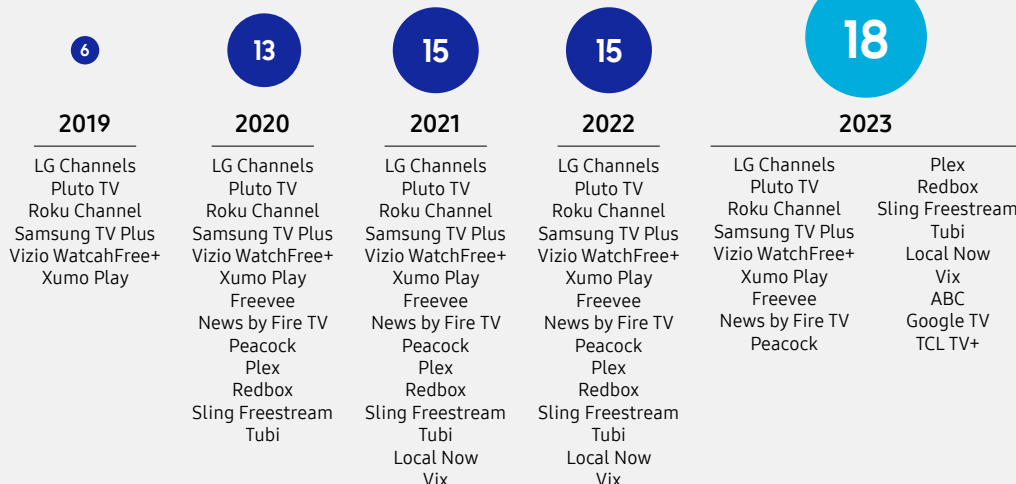 6
2019
LG Channels
Pluto TV
Roku Channel
Samsung TV Plus
Vizio WatcahFree+
Xumo Play
13
2020
LG Channels
Pluto TV
Roku Channel
Samsung TV Plus
Vizio WatchFree+
Xumo Play
Freevee
News by Fire TV
Peacock
Plex
Redbox
Sling Freestream
Tubi
15
2021
LG Channels
Pluto TV
Roku Channel
Samsung TV Plus
Vizio WatchFree+
Xumo Play
Freevee
News by Fire TV
Peacock
Plex
Redbox
Sling Freestream
Tubi
Local Now
Vix
15
2022
LG Channels
Pluto TV
Roku Channel
Samsung TV Plus
Vizio WatchFree+
Xumo Play
Freevee
News by Fire TV
Peacock
Plex
Redbox
Sling Freestream
Tubi
Local Now
Vix
18
2023
LG Channels
Pluto TV
Roku Channel
Samsung TV Plus
Vizio WatchFree+
Xumo Play
Freevee
News by Fire TV
Peacock
Plex
Redbox
Sling Freestream
Tubi
Local Now
Vix
ABC
Google TV
TCL TV+